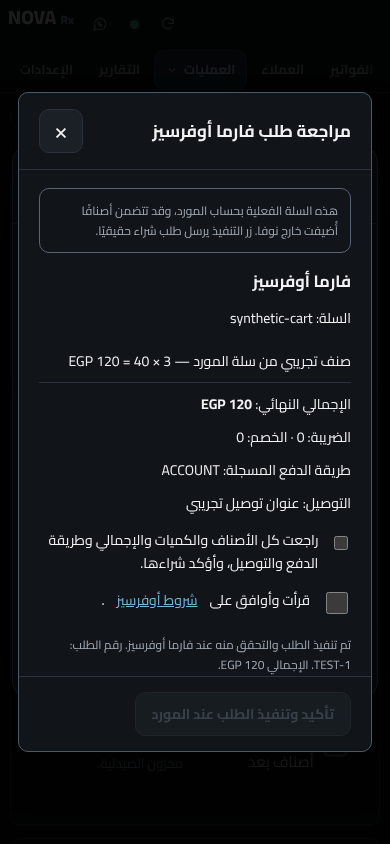 NOVA Rx
الفواتير
العملاء
العمليات
التقارير
الإعدادات
مراجعة طلب فارما أوفرسيز
×
هذه السلة الفعلية بحساب المورد، وقد تتضمن أصنافًا
أُضيفت خارج نوفا. زر التنفيذ يرسل طلب شراء حقيقيًا.
فارما أوفرسيز
السلة: synthetic-cart
صنف تجريبي من سلة المورد — 3 × 40 = 120 EGP
الإجمالي النهائي: 120 EGP
الضريبة: 0 · الخصم: 0
طريقة الدفع المسجلة: ACCOUNT
التوصيل: عنوان توصيل تجريبي
راجعت كل الأصناف والكميات والإجمالي وطريقة
الدفع والتوصيل، وأؤكد شراءها.
قرأت وأوافق على شروط أوفرسيز .
تم تنفيذ الطلب والتحقق منه عند فارما أوفرسيز. رقم الطلب:
TEST-1. الإجمالي 120 EGP.
تأكيد وتنفيذ الطلب عند المورد
أصناف بعد
مخزون الصيدلية.